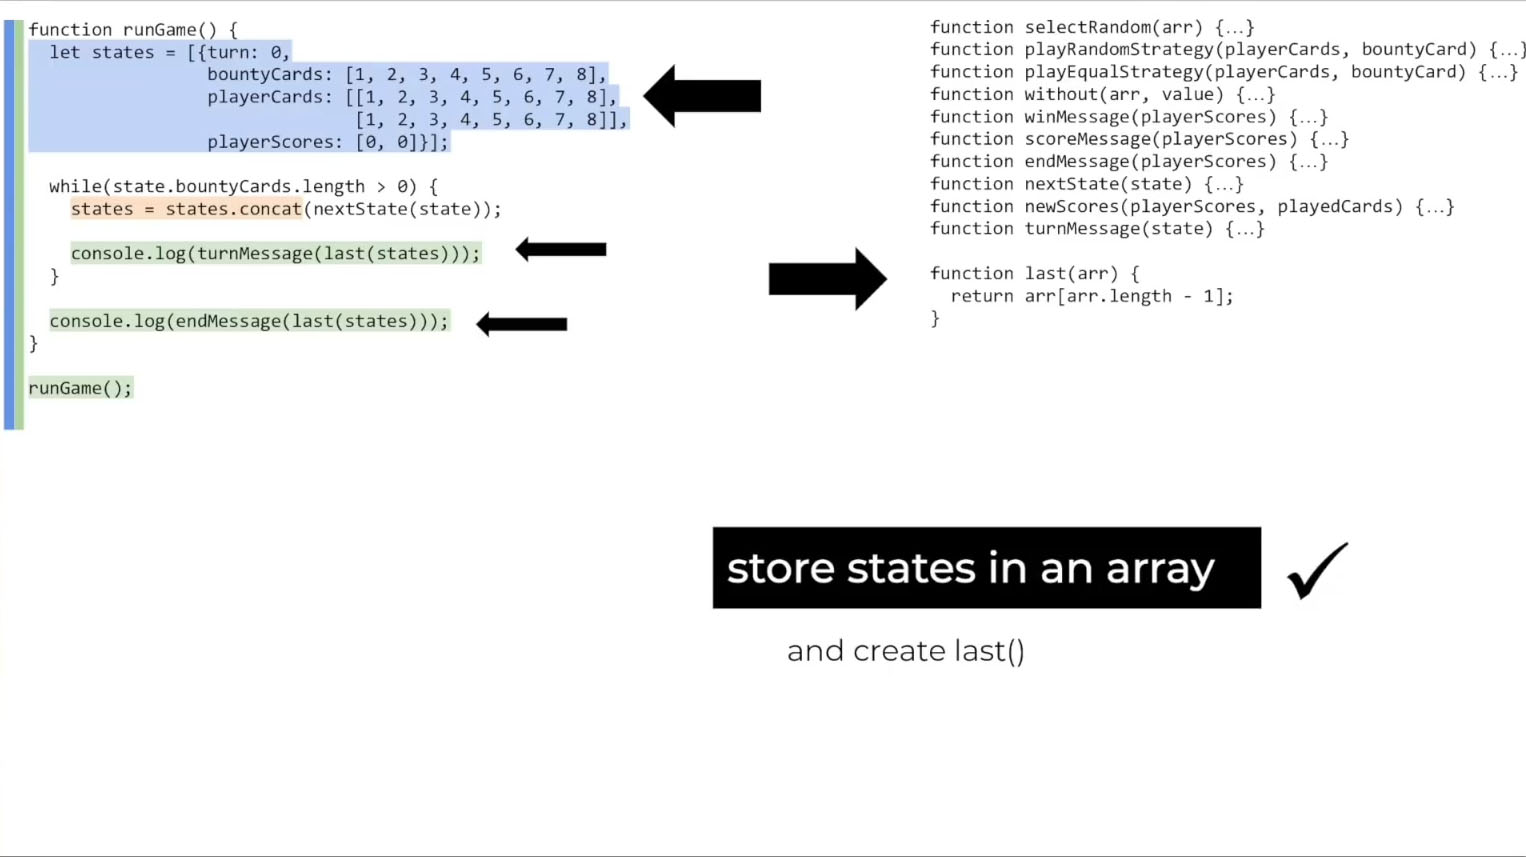 function runGame() {
let states = [{turn: 0,
bountyCards: [1, 2, 3, 4, 5, 6, 7, 8],
playerCards: [[1, 2, 3, 4, 5, 6, 7, 8],
[1, 2, 3, 4, 5, 6, 7, 8]],
playerScores: [0, 0]}];
while(state.bountyCards.length > 0) {
states = states.concat(nextState(state));
console.log(turnMessage(last(states)));
}
console.log(endMessage(last(states)));
}
runGame();
function selectRandom(arr) {…}
function playRandomStrategy(playerCards, bountyCard) {…}
function playEqualStrategy(playerCards, bountyCard) {…}
function without(arr, value) {…}
function winMessage(playerScores) {…}
function scoreMessage(playerScores) {…}
function endMessage(playerScores) {…}
function nextState(state) {…}
function newScores(playerScores, playedCards) {…}
function turnMessage(state) {…}
function last(arr) {
return arr[arr.length - 1];
}
store states in an array
and create last()